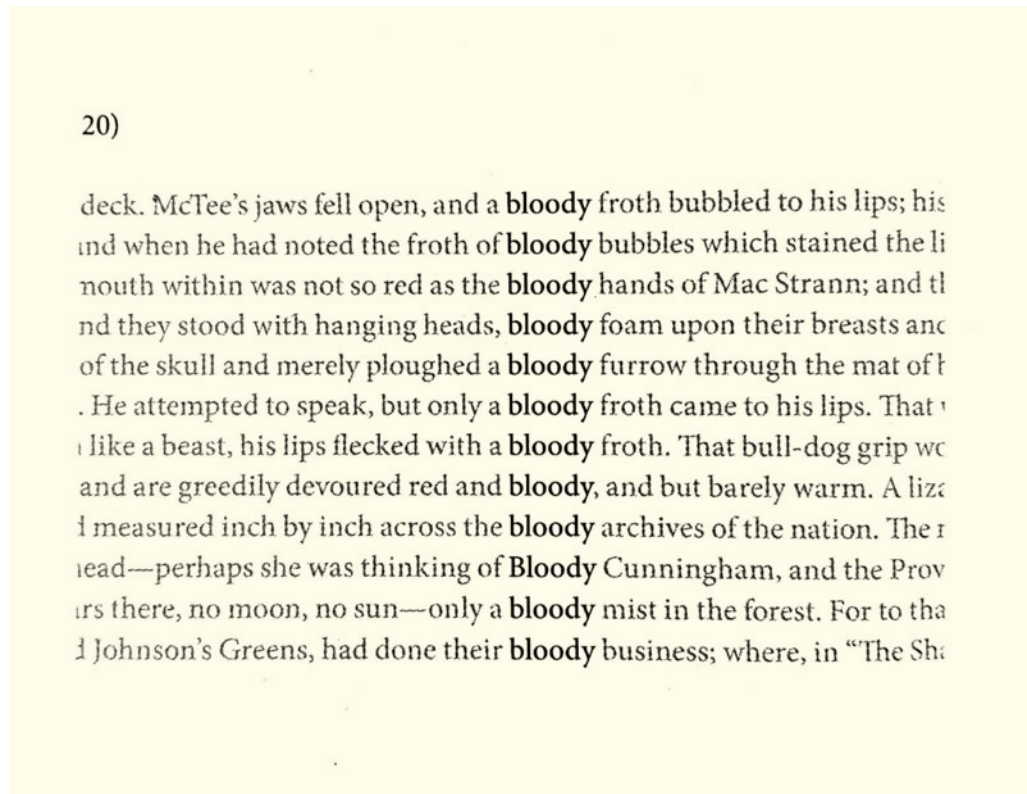 20)
deck. McTee's jaws fell open, and a bloody froth bubbled to his lips; his
and when he had noted the froth of bloody bubbles which stained the li
mouth within was not so red as the bloody hands of Mac Strann; and
nd they stood with hanging heads, bloody foam upon their breasts and
of the skull and merely ploughed a bloody furrow through the mat of
. He attempted to speak, but only a bloody froth came to his lips. That
like a beast, his lips flecked with a bloody froth. That bull-dog grip
and are greedily devoured red and bloody, and but barely warm. A liza
measured inch by inch across the bloody archives of the nation. The
ead—perhaps she was thinking of Bloody Cunningham, and the Prov
rs there, no moon, no sun—only a bloody mist in the forest. For to tha
Johnson's Greens, had done their bloody business; where, in “The Sh